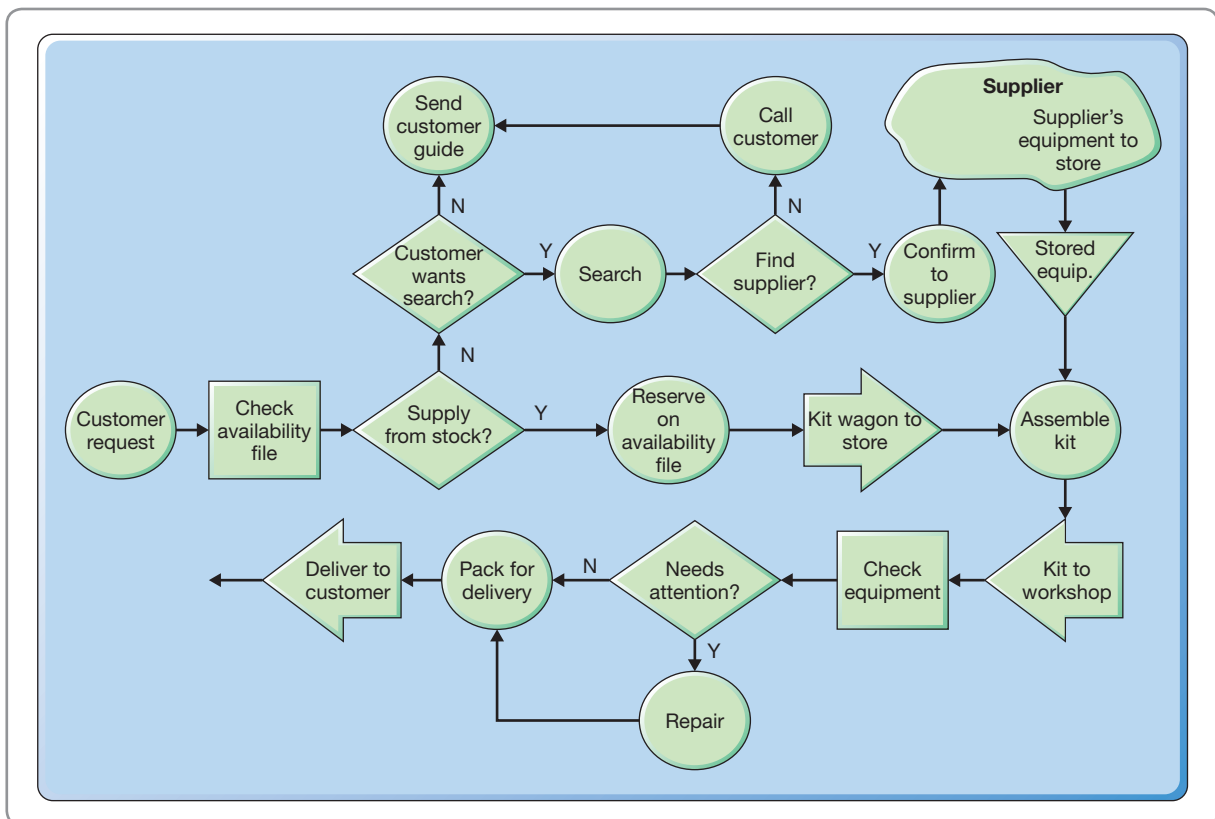 Send
customer
guide
Call
customer
Supplier
Supplier's
equipment to
store
N
N
Customer
wants
search?
Y
Search
Find
supplier?
Y
Confirm
to
supplier
Stored
equip.
N
Customer
request
Check
availability
file
Supply
from stock?
Y
Reserve
on
availability
file
Kit wagon to
store
Assemble
kit
Deliver to
customer
Pack for
delivery
N
Needs
attention?
Check
equipment
Kit to
workshop
Y
Repair